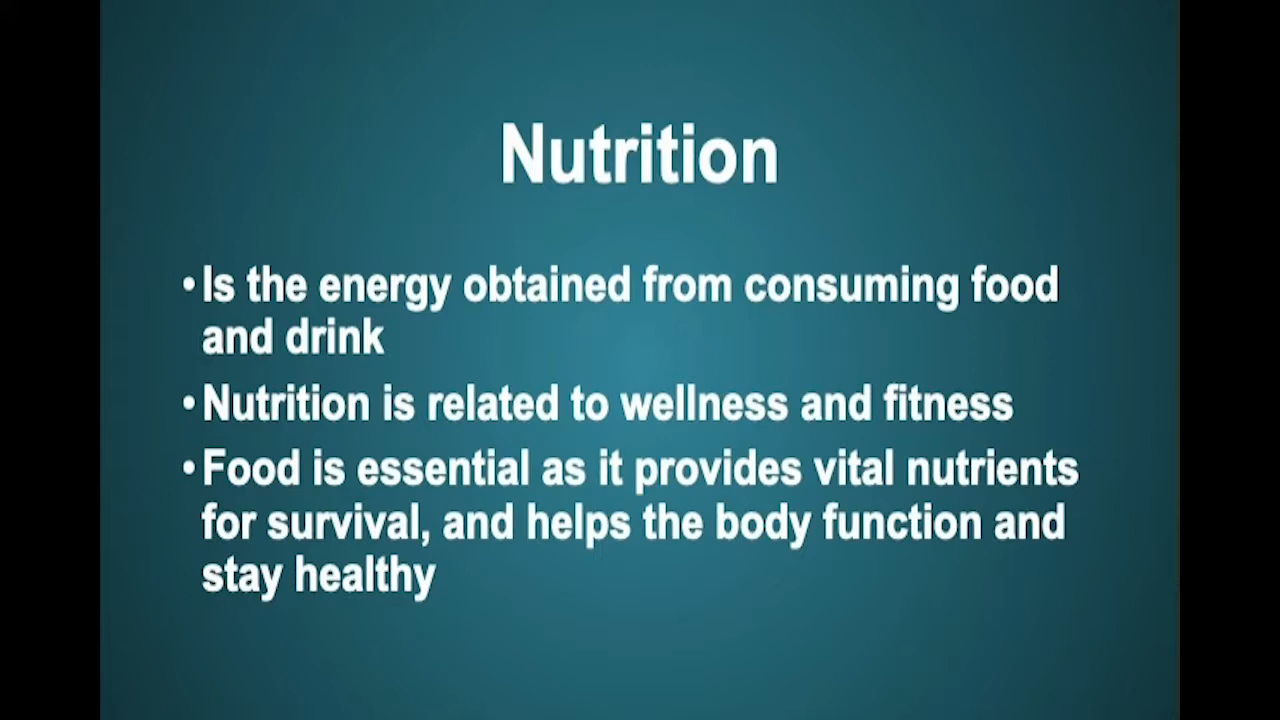 Nutrition
•Is the energy obtained from consuming food
and drink
•Nutrition is related to wellness and fitness
•Food is essential as it provides vital nutrients
for survival, and helps the body function and
stay healthy